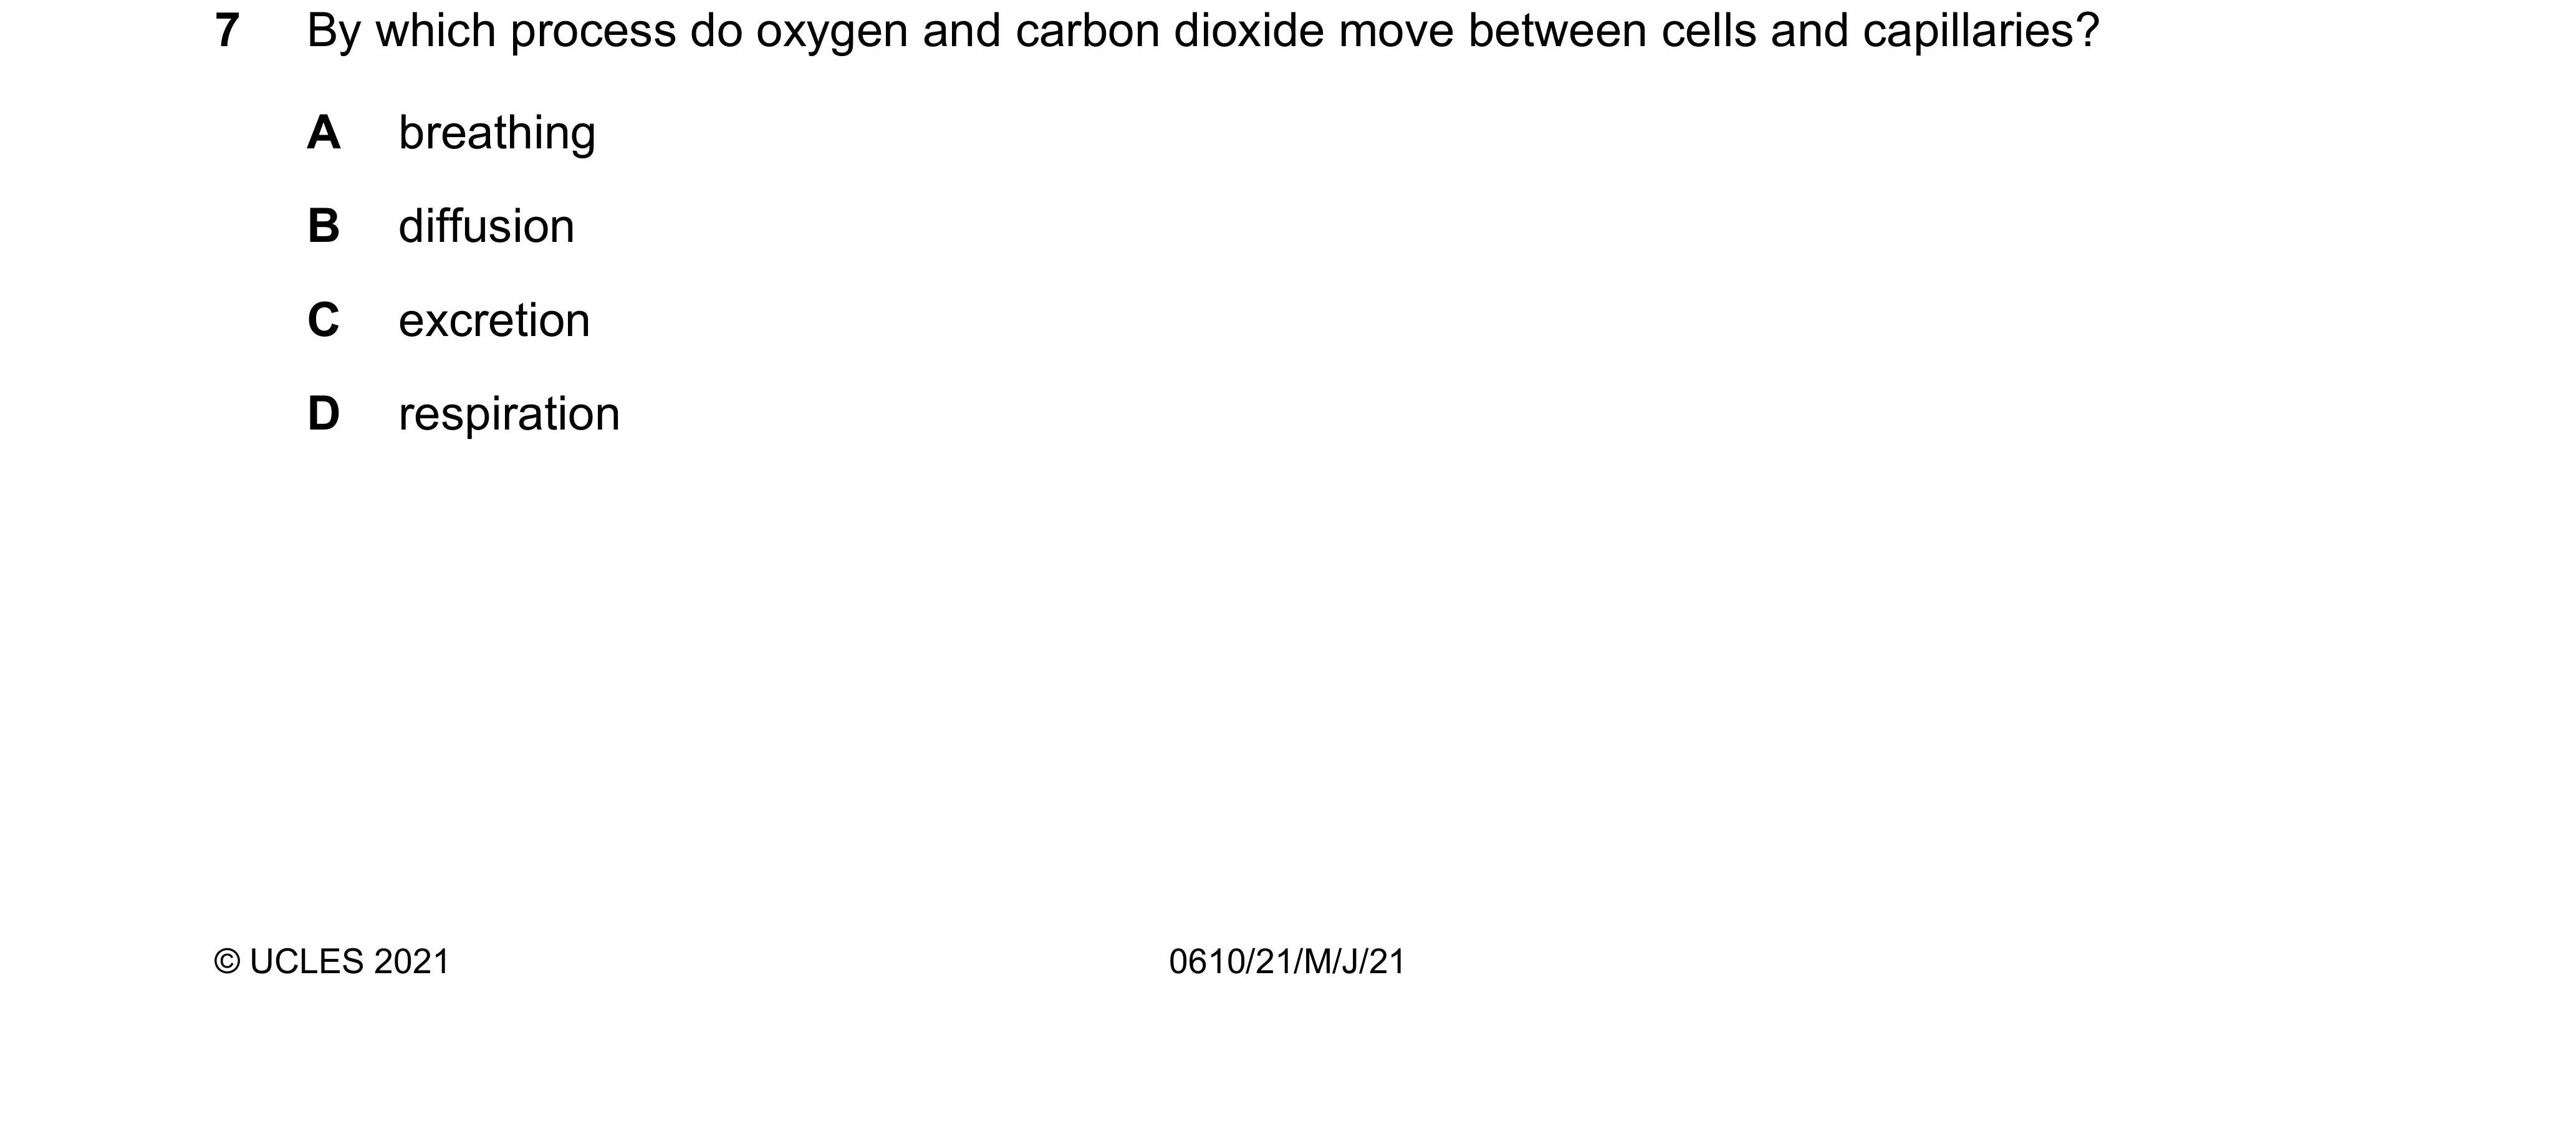 7 By which process do oxygen and carbon dioxide move between cells and capillaries?
A breathing
B diffusion
C excretion
D respiration
© UCLES 2021 0610/21/M/J/21